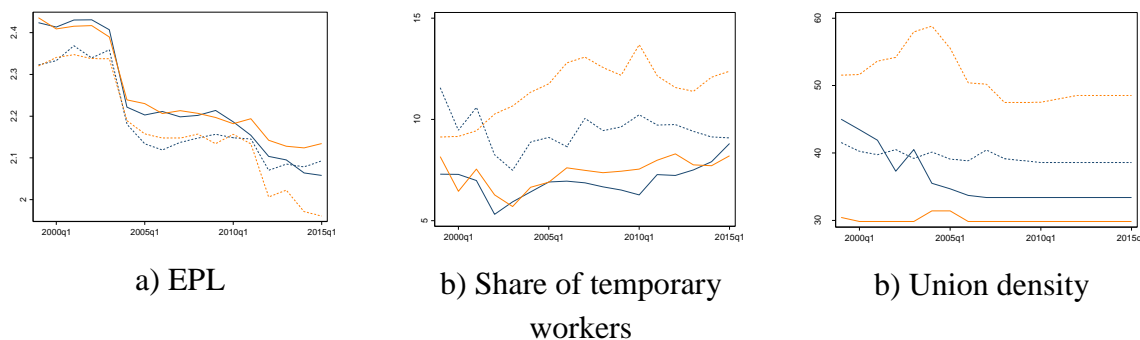 2.4
2.3
2.2
2.1
2
2000q1 2005q1 2010q1 2015q1
a) EPL
15
10
5
2000q1 2005q1 2010q1 2015q1
b) Share of temporary
workers
60
50
40
30
2000q1 2005q1 2010q1 2015q
b) Union density